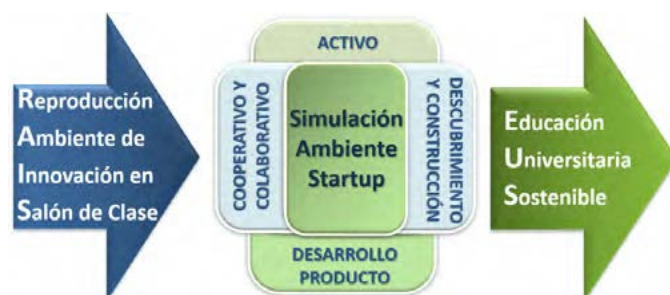 Reproducción
Ambiente de
Innovación en
Salón de Clase
ACTIVO
COOPERATIVO Y
COLABORATIVO
Simulación
Ambiente
Startup
DESCUBRIMIENTO
Y CONSTRUCCIÓN
DESARROLLO
PRODUCTO
Educación
Universitaria
Sostenible